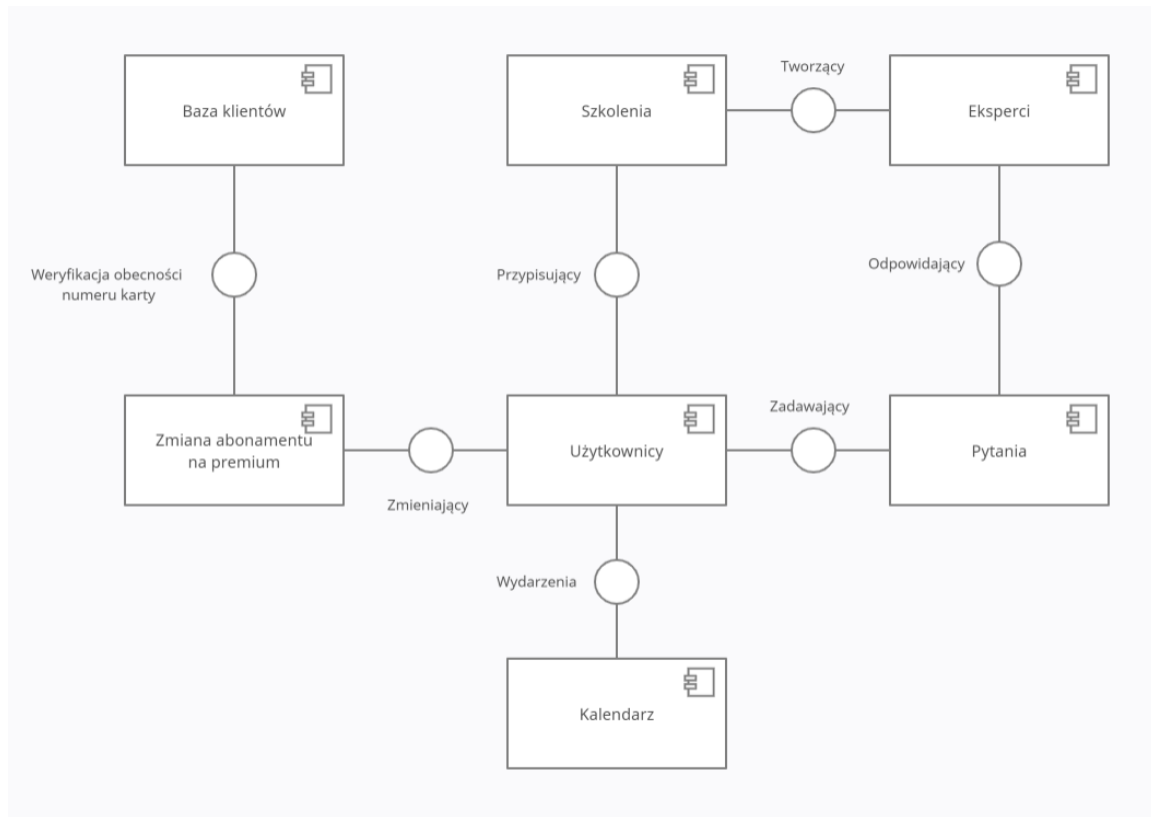 Tworzący
Baza klientów
Szkolenia
Eksperci
Weryfikacja obecności
numeru karty
Przypisujący
Odpowidający
Zmiana abonamentu
na premium
Zmieniający
Użytkownicy
Zadawający
Pytania
Wydarzenia
Kalendarz